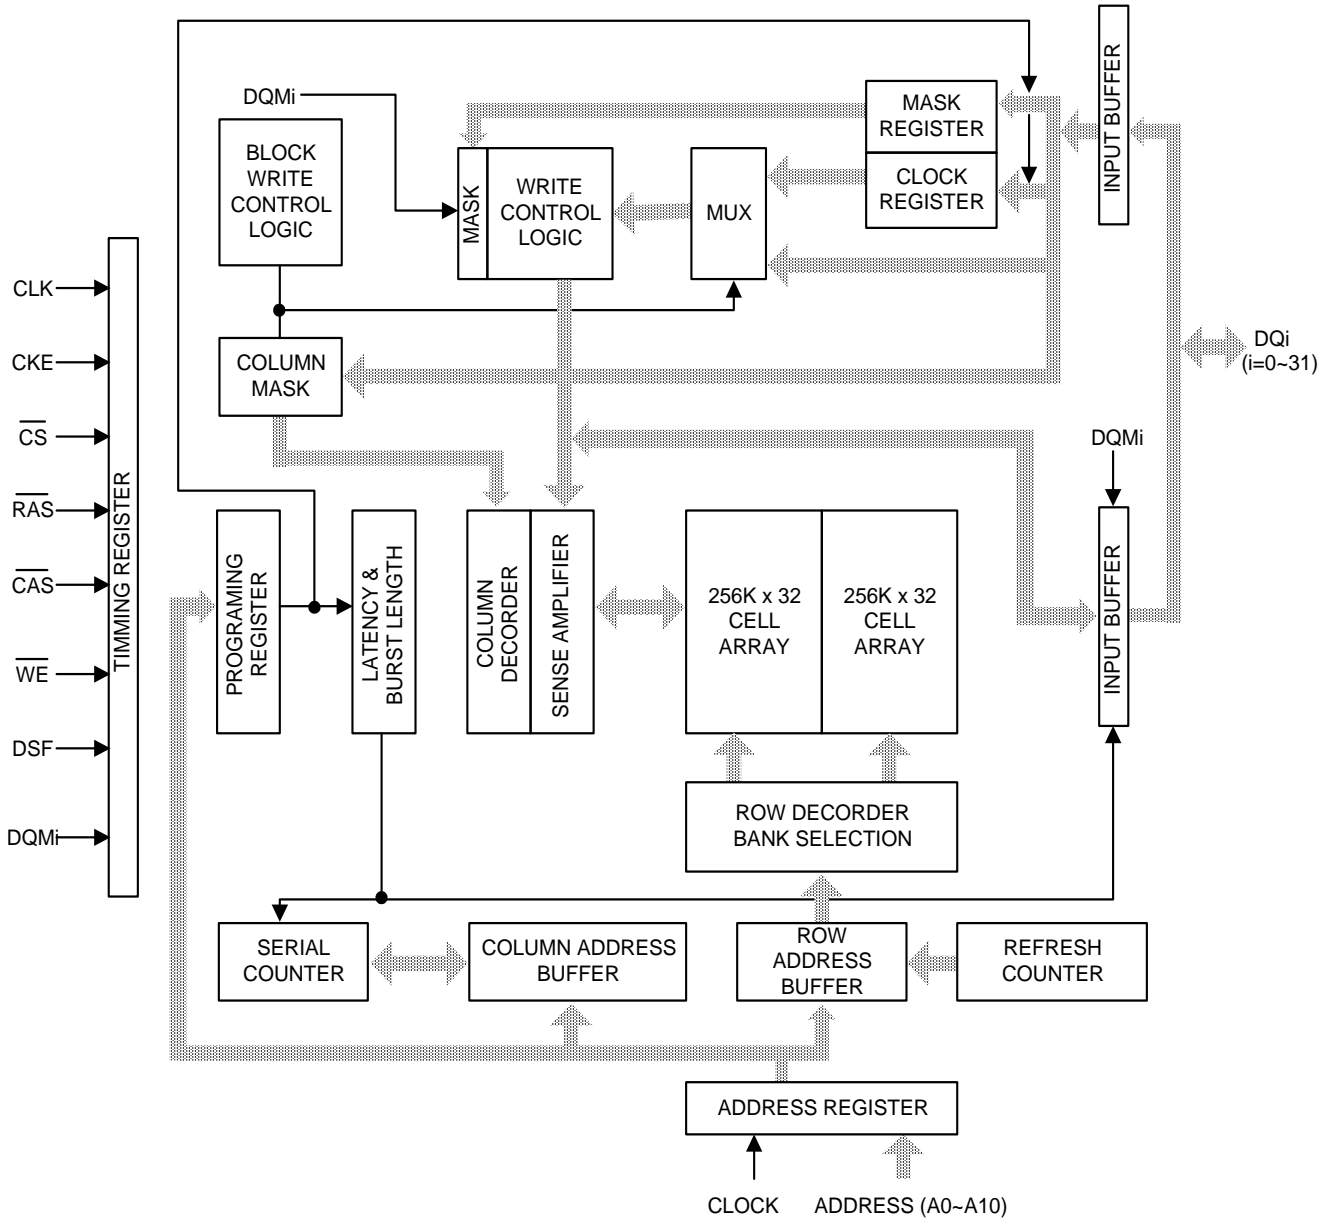 INPUT BUFFER
DQMi
MASK
REGISTER
BLOCK
WRITE
CONTROL
LOGIC
MASK
WRITE
CONTROL
LOGIC
MUX
CLOCK
REGISTER
CLK
CKE
CS
RAS
CAS
WE
DSF
DQMi
TIMMING REGISTER
COLUMN
MASK
DQi
(i=0~31)
DQMi
PROGRAMING
REGISTER
LATENCY &
BURST LENGTH
COLUMN
DECORDER
SENSE AMPLIFIER
256K x 32
CELL
ARRAY
256K x 32
CELL
ARRAY
INPUT BUFFER
ROW DECORDER
BANK SELECTION
SERIAL
COUNTER
COLUMN ADDRESS
BUFFER
ROW
ADDRESS
BUFFER
REFRESH
COUNTER
ADDRESS REGISTER
CLOCK
ADDRESS (A0~A10)